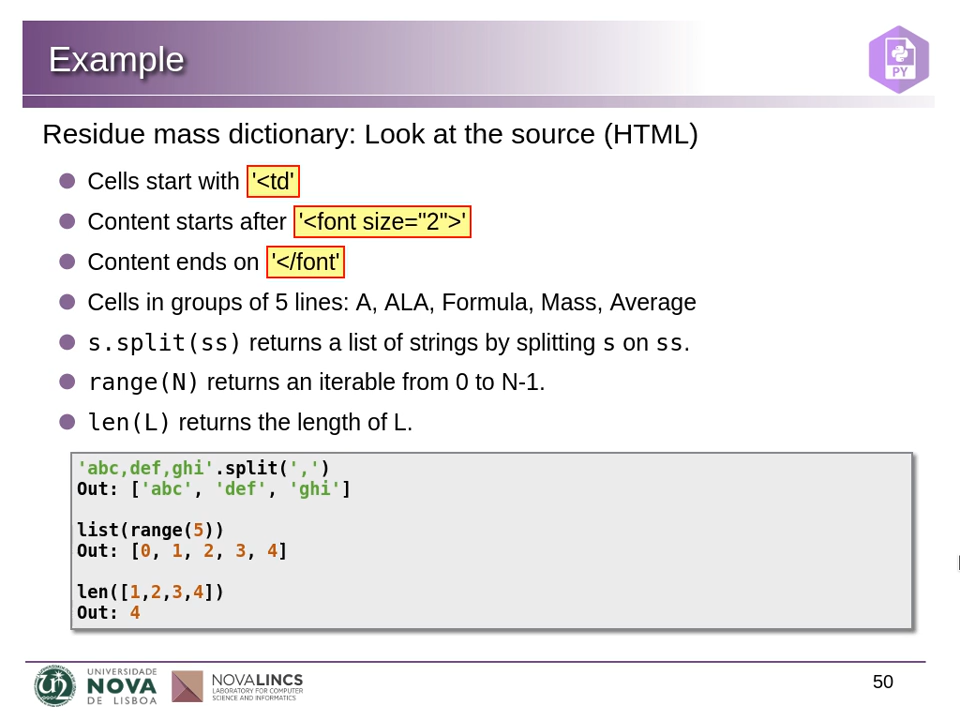 Example
PY
Residue mass dictionary: Look at the source (HTML)
Cells start with '<td'
Content starts after '<font size="2">'
Content ends on '</font'
Cells in groups of 5 lines: A, ALA, Formula, Mass, Average
s.split(ss) returns a list of strings by splitting s on ss.
range(N) returns an iterable from 0 to N-1.
len(L) returns the length of L.
'abc,def,ghi'.split(',')
Out: ['abc', 'def', 'ghi']
list(range(5))
Out: [0, 1, 2, 3, 4]
len([1,2,3,4])
Out: 4
UNIVERSIDADE
NOVA
DE LISBOA
NOVALINCS
LABORATORY FOR COMPUTER
SCIENCE AND INFORMATICS
50